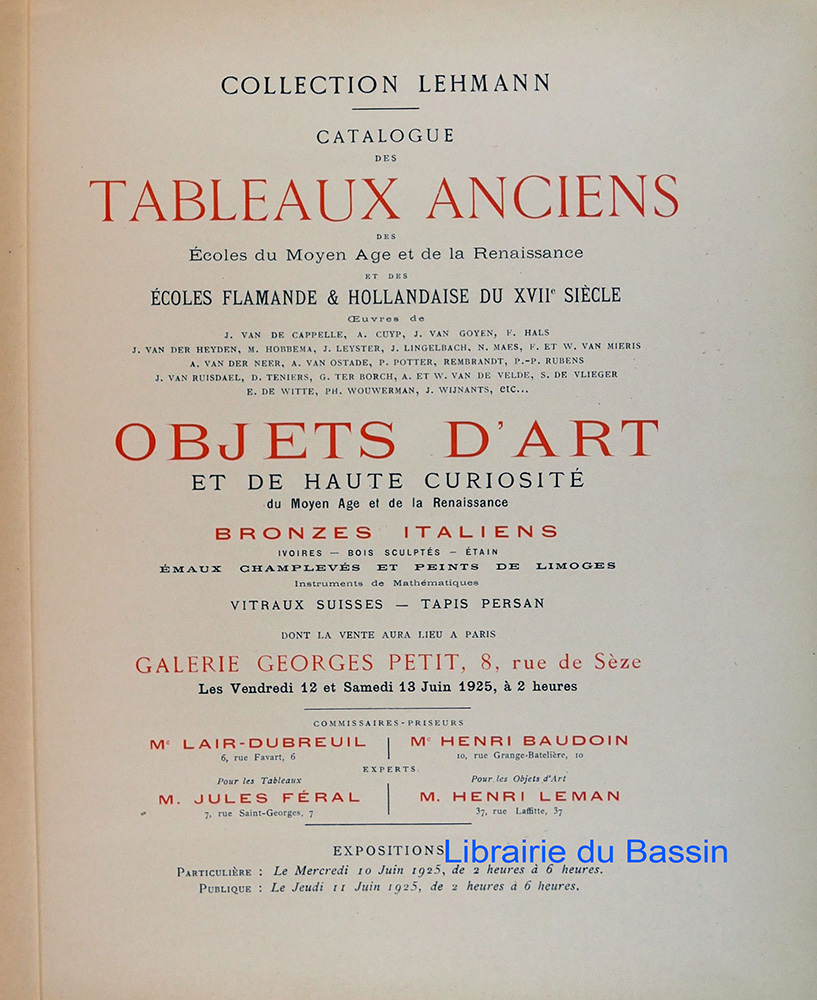 COLLECTION LEHMANN
CATALOGUE
DES
TABLEAUX ANCIENS
DES
Écoles du Moyen Age et de la Renaissance
ET DES
ÉCOLES FLAMANDE & HOLLANDAISE DU XVIIe SIÈCLE
Œuvres de
J. VAN DE CAPPELLE, A. CUYP, J. VAN GOYEN, F. HALS
J. VAN DER HEYDEN, M. HOBBEMA, J. LEYSTER, J. LINGELBACH, N. MAES, F. ET W. VAN MIERIS
A. VAN DER NEER, A. VAN OSTADE, P. POTTER, REMBRANDT, P.-P. RUBENS
J. VAN RUISDAEL, D. TENIERS, G. TER BORCH, A. ET W. VAN DE VELDE, S. DE VLIEGER
E. DE WITTE, PH. WOUWERMAN, J. WIJNANTS, etc...
OBJETS D'ART
ET DE HAUTE CURIOSITÉ
du Moyen Age et de la Renaissance
BRONZES ITALIENS
IVOIRES — BOIS SCULPTÉS — ÉTAIN
ÉMAUX CHAMPLEVÉS ET PEINTS DE LIMOGES
Instruments de Mathématiques
VITRAUX SUISSES — TAPIS PERSAN
DONT LA VENTE AURA LIEU A PARIS
GALERIE GEORGES PETIT, 8, rue de Sèze
Les Vendredi 12 et Samedi 13 Juin 1925, à 2 heures
COMMISSAIRES-PRISEURS
Me LAIR-DUBREUIL | Me HENRI BAUDOIN
6, rue Favart, 6 | 10, rue Grange-Batelière, 10
EXPERTS
Pour les Tableaux | Pour les Objets d'Art
M. JULES FÉRAL | M. HENRI LEMAN
7, rue Saint-Georges, 7 | 37, rue Laffitte, 37
EXPOSITIONS
Librairie du Bassin
PARTICULIÈRE : Le Mercredi 10 Juin 1925, de 2 heures à 6 heures.
PUBLIQUE : Le Jeudi 11 Juin 1925, de 2 heures à 6 heures.